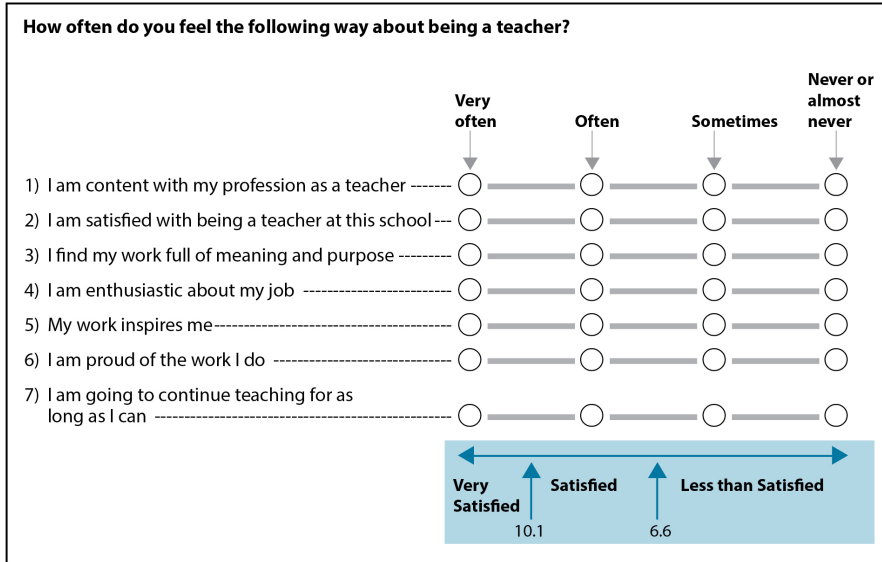 How often do you feel the following way about being a teacher?
Never or
Very almost
often Often Sometimes never
1) I am content with my profession as a teacher
2) I am satisfied with being a teacher at this school
3) I find my work full of meaning and purpose
4) I am enthusiastic about my job
5) My work inspires me
6) I am proud of the work I do
7) I am going to continue teaching for as
long as I can
Very Satisfied Less than Satisfied
Satisfied
10.1 6.6